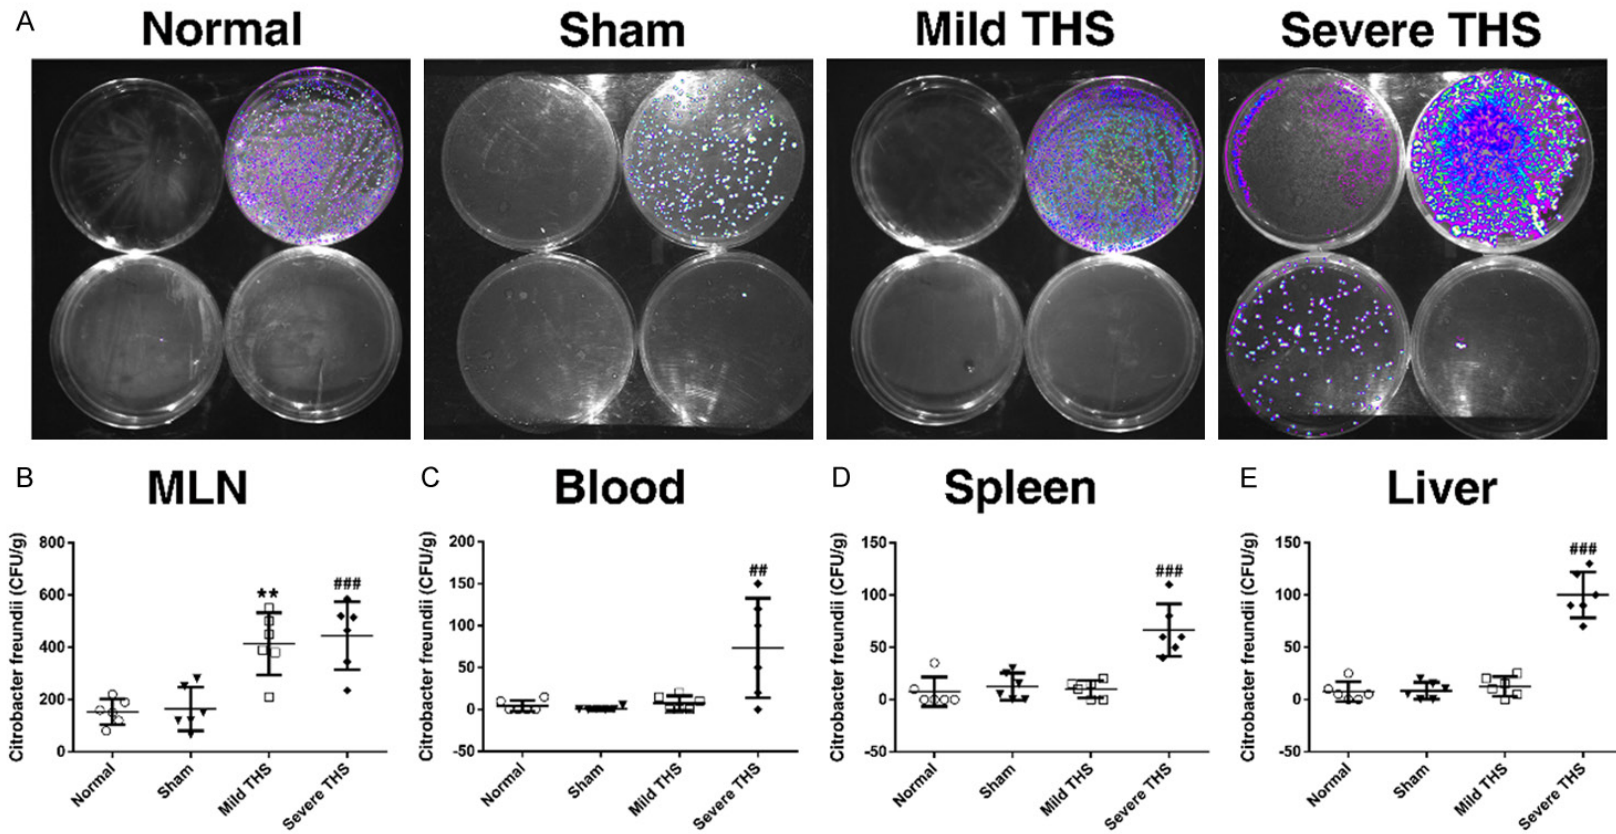 A
Normal
Sham
Mild THS
Severe THS
B
MLN
Citrobacter freundii (CFU/g)
800
600
400
200
0
**
###
Normal
Sham
Mild THS
Severe THS
C
Blood
Citrobacter freundii (CFU/g)
200
150
100
50
0
-50
##
Normal
Sham
Mild THS
Severe THS
D
Spleen
Citrobacter freundii (CFU/g)
150
100
50
0
-50
###
Normal
Sham
Mild THS
Severe THS
E
Liver
Citrobacter freundii (CFU/g)
150
100
50
0
-50
###
Normal
Sham
Mild THS
Severe THS